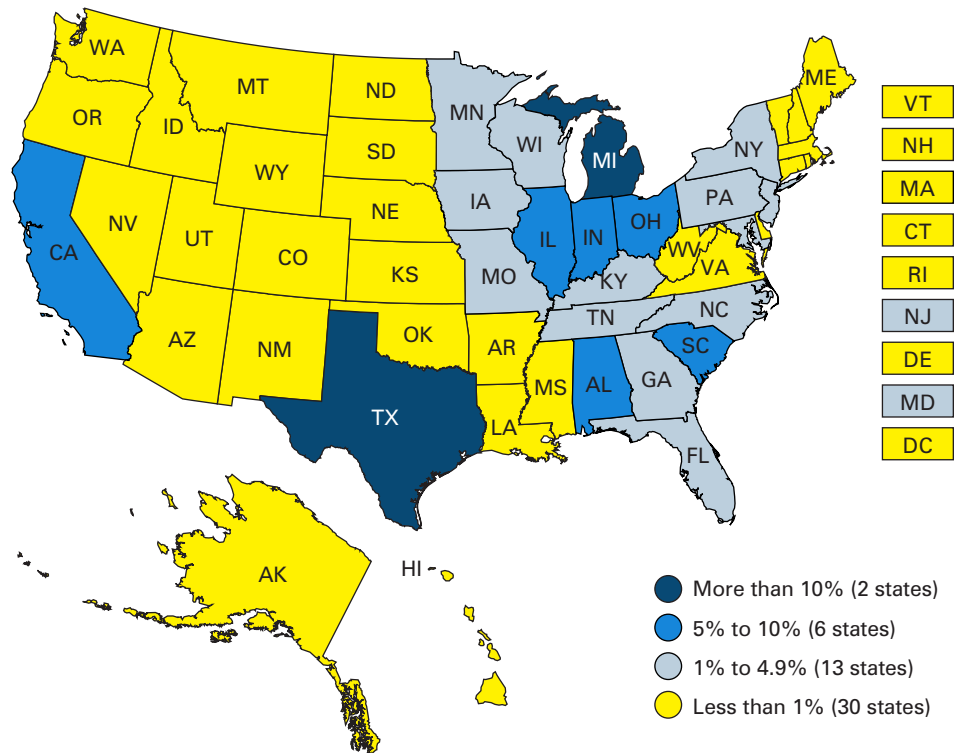 WA
MT
ND
MN
ME
VT
OR
ID
SD
WI
MI
NY
NH
WY
MA
IA
PA
NE
CT
NV
UT
CO
IL
IN
OH
RI
CA
KS
MO
KY
WV
VA
NJ
AZ
NM
OK
AR
TN
NC
DE
TX
LA
MS
AL
GA
SC
MD
FL
DC
AK
HI
More than 10% (2 states)
5% to 10% (6 states)
1% to 4.9% (13 states)
Less than 1% (30 states)